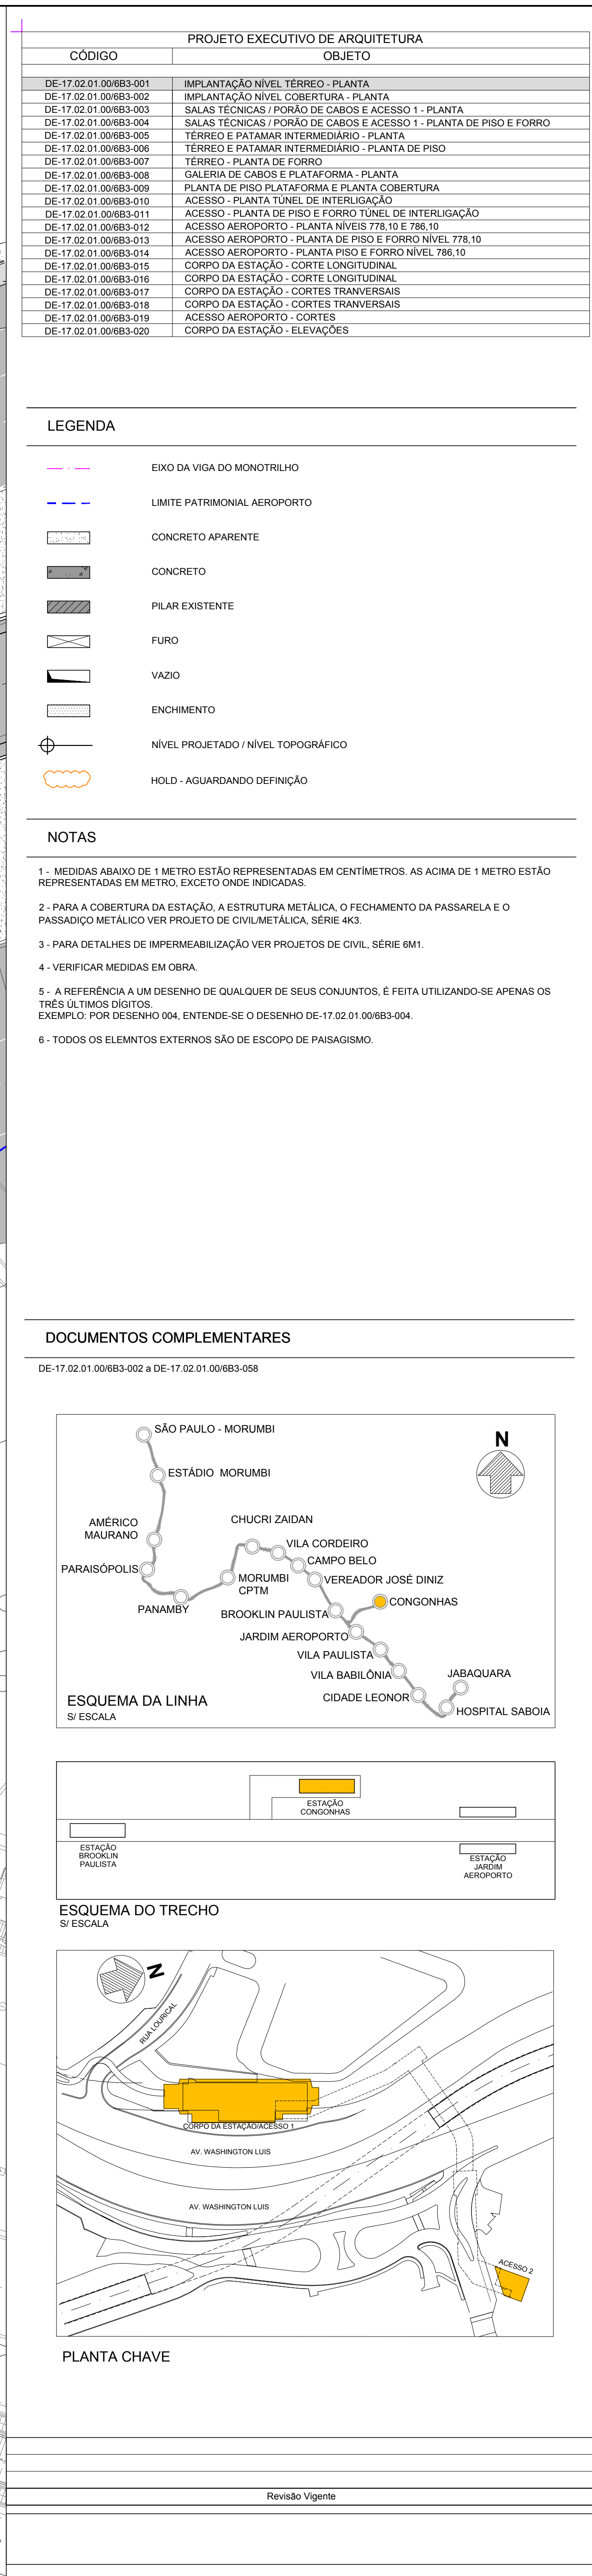 PROJETO EXECUTIVO DE ARQUITETURA
CÓDIGO OBJETO
DE-17.02.01.00/6B3-001 IMPLANTAÇÃO NÍVEL TÉRREO - PLANTA
DE-17.02.01.00/6B3-002 IMPLANTAÇÃO NÍVEL COBERTURA - PLANTA
DE-17.02.01.00/6B3-003 SALAS TÉCNICAS / PORÃO DE CABOS E ACESSO 1 - PLANTA
DE-17.02.01.00/6B3-004 SALAS TÉCNICAS / PORÃO DE CABOS E ACESSO 1 - PLANTA DE PISO E FORRO
DE-17.02.01.00/6B3-005 TÉRREO E PATAMAR INTERMEDIÁRIO - PLANTA
DE-17.02.01.00/6B3-006 TÉRREO E PATAMAR INTERMEDIÁRIO - PLANTA DE PISO
DE-17.02.01.00/6B3-007 TÉRREO - PLANTA DE FORRO
DE-17.02.01.00/6B3-008 GALERIA DE CABOS E PLATAFORMA - PLANTA
DE-17.02.01.00/6B3-009 PLANTA DE PISO PLATAFORMA E PLANTA COBERTURA
DE-17.02.01.00/6B3-010 ACESSO - PLANTA TÚNEL DE INTERLIGAÇÃO
DE-17.02.01.00/6B3-011 ACESSO - PLANTA DE PISO E FORRO TÚNEL DE INTERLIGAÇÃO
DE-17.02.01.00/6B3-012 ACESSO AEROPORTO - PLANTA NÍVEIS 778,10 E 786,10
DE-17.02.01.00/6B3-013 ACESSO AEROPORTO - PLANTA DE PISO E FORRO NÍVEL 778,10
DE-17.02.01.00/6B3-014 ACESSO AEROPORTO - PLANTA PISO E FORRO NÍVEL 786,10
DE-17.02.01.00/6B3-015 CORPO DA ESTAÇÃO - CORTE LONGITUDINAL
DE-17.02.01.00/6B3-016 CORPO DA ESTAÇÃO - CORTE LONGITUDINAL
DE-17.02.01.00/6B3-017 CORPO DA ESTAÇÃO - CORTES TRANVERSAIS
DE-17.02.01.00/6B3-018 CORPO DA ESTAÇÃO - CORTES TRANVERSAIS
DE-17.02.01.00/6B3-019 ACESSO AEROPORTO - CORTES
DE-17.02.01.00/6B3-020 CORPO DA ESTAÇÃO - ELEVAÇÕES
LEGENDA
EIXO DA VIGA DO MONOTRILHO
LIMITE PATRIMONIAL AEROPORTO
CONCRETO APARENTE
CONCRETO
PILAR EXISTENTE
FURO
VAZIO
ENCHIMENTO
NÍVEL PROJETADO / NÍVEL TOPOGRÁFICO
HOLD - AGUARDANDO DEFINIÇÃO
NOTAS
1 - MEDIDAS ABAIXO DE 1 METRO ESTÃO REPRESENTADAS EM CENTÍMETROS. AS ACIMA DE 1 METRO ESTÃO
REPRESENTADAS EM METRO, EXCETO ONDE INDICADAS.
2 - PARA A COBERTURA DA ESTAÇÃO, A ESTRUTURA METÁLICA, O FECHAMENTO DA PASSARELA E O
PASSADIÇO METÁLICO VER PROJETO DE CIVIL/METÁLICA, SÉRIE 4K3.
3 - PARA DETALHES DE IMPERMEABILIZAÇÃO VER PROJETOS DE CIVIL, SÉRIE 6M1.
4 - VERIFICAR MEDIDAS EM OBRA.
5 - A REFERÊNCIA A UM DESENHO DE QUALQUER DE SEUS CONJUNTOS, É FEITA UTILIZANDO-SE APENAS OS
TRÊS ÚLTIMOS DÍGITOS.
EXEMPLO: POR DESENHO 004, ENTENDE-SE O DESENHO DE-17.02.01.00/6B3-004.
6 - TODOS OS ELEMNTOS EXTERNOS SÃO DE ESCOPO DE PAISAGISMO.
DOCUMENTOS COMPLEMENTARES
DE-17.02.01.00/6B3-002 a DE-17.02.01.00/6B3-058
SÃO PAULO - MORUMBI
N
ESTÁDIO MORUMBI
AMÉRICO
MAURANO
CHUCRI ZAIDAN
VILA CORDEIRO
CAMPO BELO
PARAISÓPOLIS
MORUMBI
CPTM
VEREADOR JOSÉ DINIZ
PANAMBY
CONGONHAS
BROOKLIN PAULISTA
JARDIM AEROPORTO
VILA PAULISTA
VILA BABILÔNIA
JABAQUARA
CIDADE LEONOR
HOSPITAL SABOIA
ESQUEMA DA LINHA
S/ ESCALA
ESTAÇÃO
CONGONHAS
ESTAÇÃO
BROOKLIN
PAULISTA
ESTAÇÃO
JARDIM
AEROPORTO
ESQUEMA DO TRECHO
S/ ESCALA
N
RUA LOURICAL
CORPO DA ESTAÇÃO/ACESSO 1
AV. WASHINGTON LUIS
AV. WASHINGTON LUIS
ACESSO 2
PLANTA CHAVE
Revisão Vigente